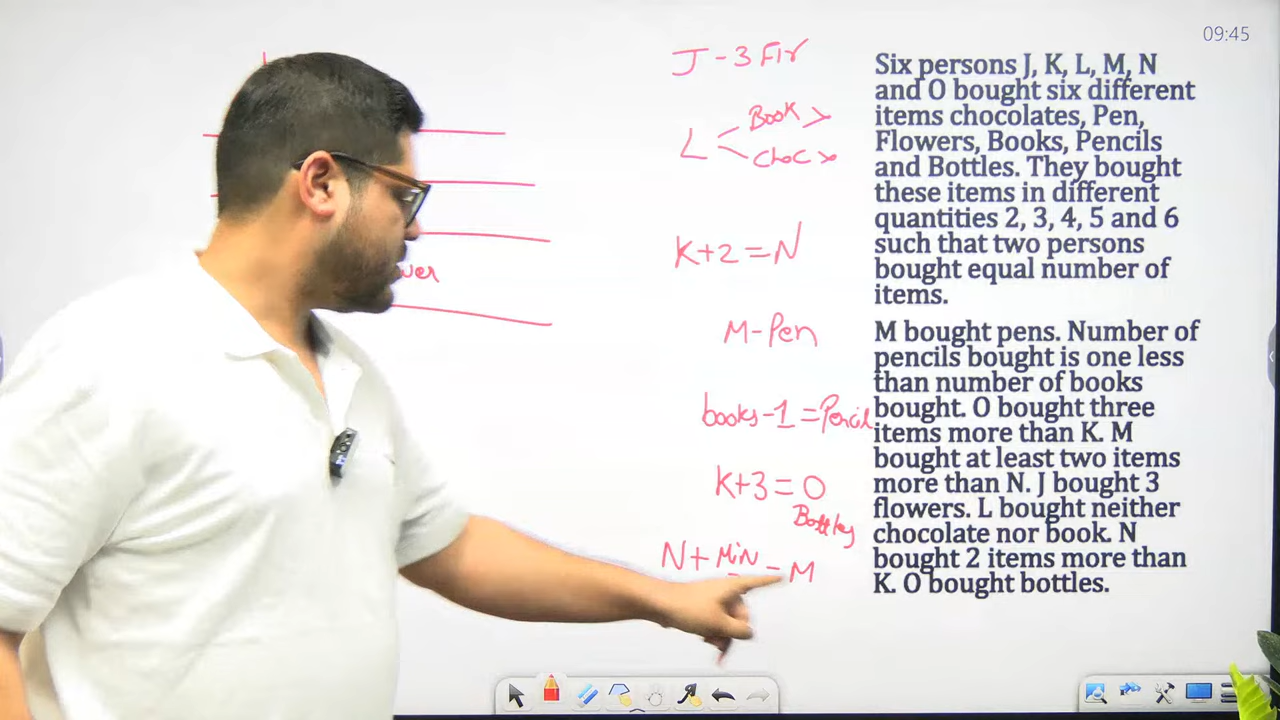 09:45
J - 3 Flr
L Book ×
Choc ×
K+2=N
M-Pen
books-1=Pencil
K+3=O
Bottles
N+Min = M
Six persons J, K, L, M, N
and O bought six different
items chocolates, Pen,
Flowers, Books, Pencils
and Bottles. They bought
these items in different
quantities 2, 3, 4, 5 and 6
such that two persons
bought equal number of
items.
M bought pens. Number of
pencils bought is one less
than number of books
bought. O bought three
items more than K. M
bought at least two items
more than N. J bought 3
flowers. L bought neither
chocolate nor book. N
bought 2 items more than
K. O bought bottles.